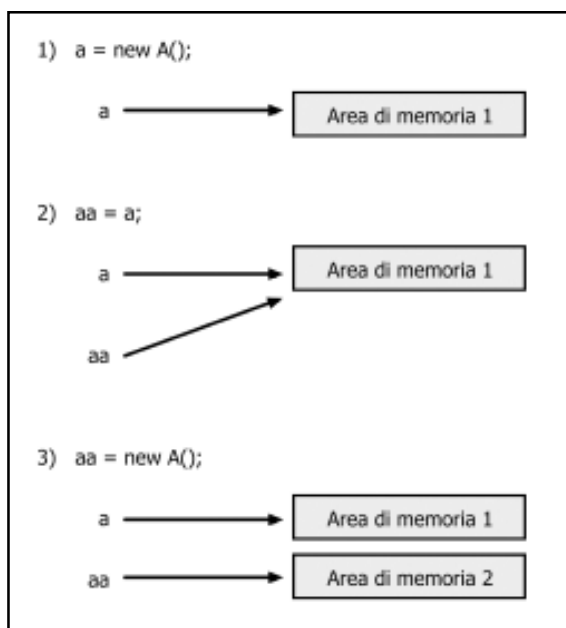 1) a = new A();
a Area di memoria 1
2) aa = a;
a Area di memoria 1
aa
3) aa = new A();
a Area di memoria 1
aa Area di memoria 2